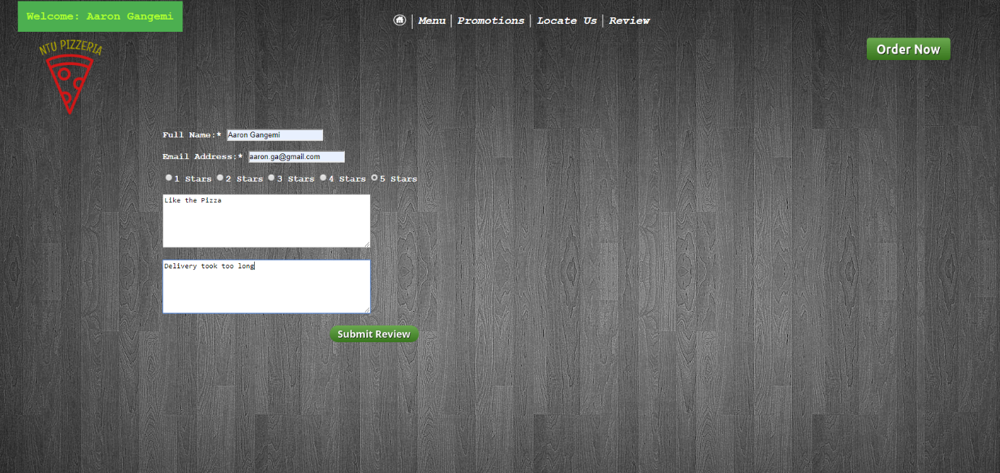 Welcome: Aaron Gangemi
Menu Promotions Locate Us Review
NTU PIZZERIA
Order Now
Full Name:* Aaron Gangemi
Email Address:* aaron.ga@gmail.com
1 Stars 2 Stars 3 Stars 4 Stars 5 Stars
Like the Pizza
Delivery took too long
Submit Review